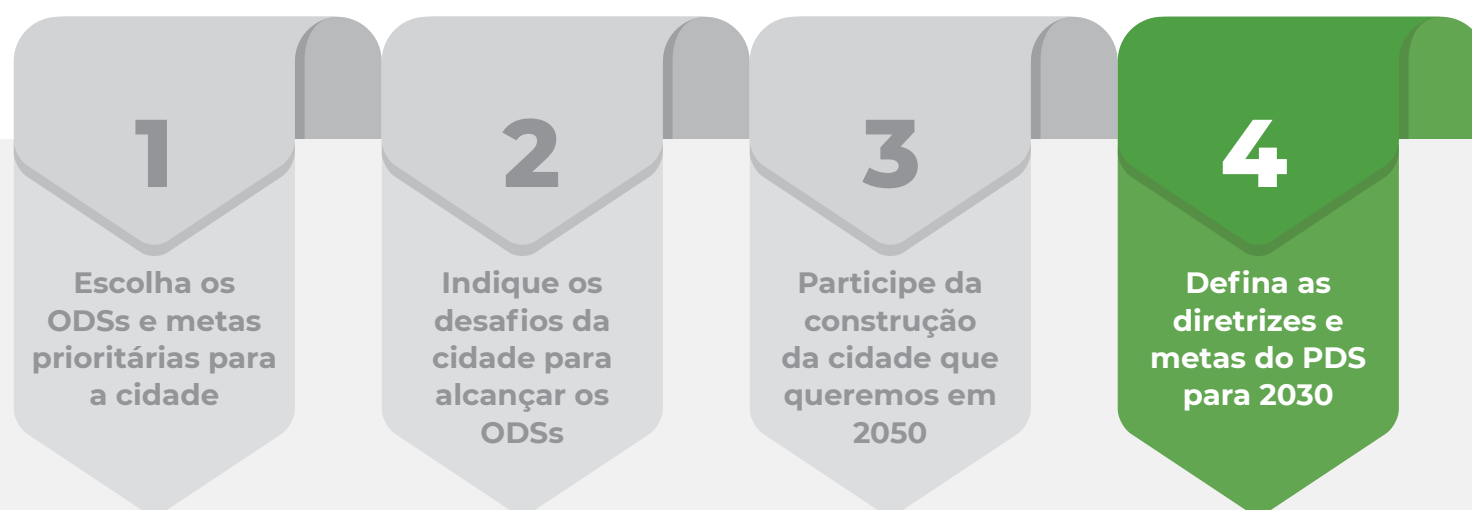 1
Escolha os
ODSs e metas
prioritárias para
a cidade
2
Indique os
desafios da
cidade para
alcançar os
ODSs
3
Participe da
construção
da cidade que
queremos em
2050
4
Defina as
diretrizes e
metas do PDS
para 2030